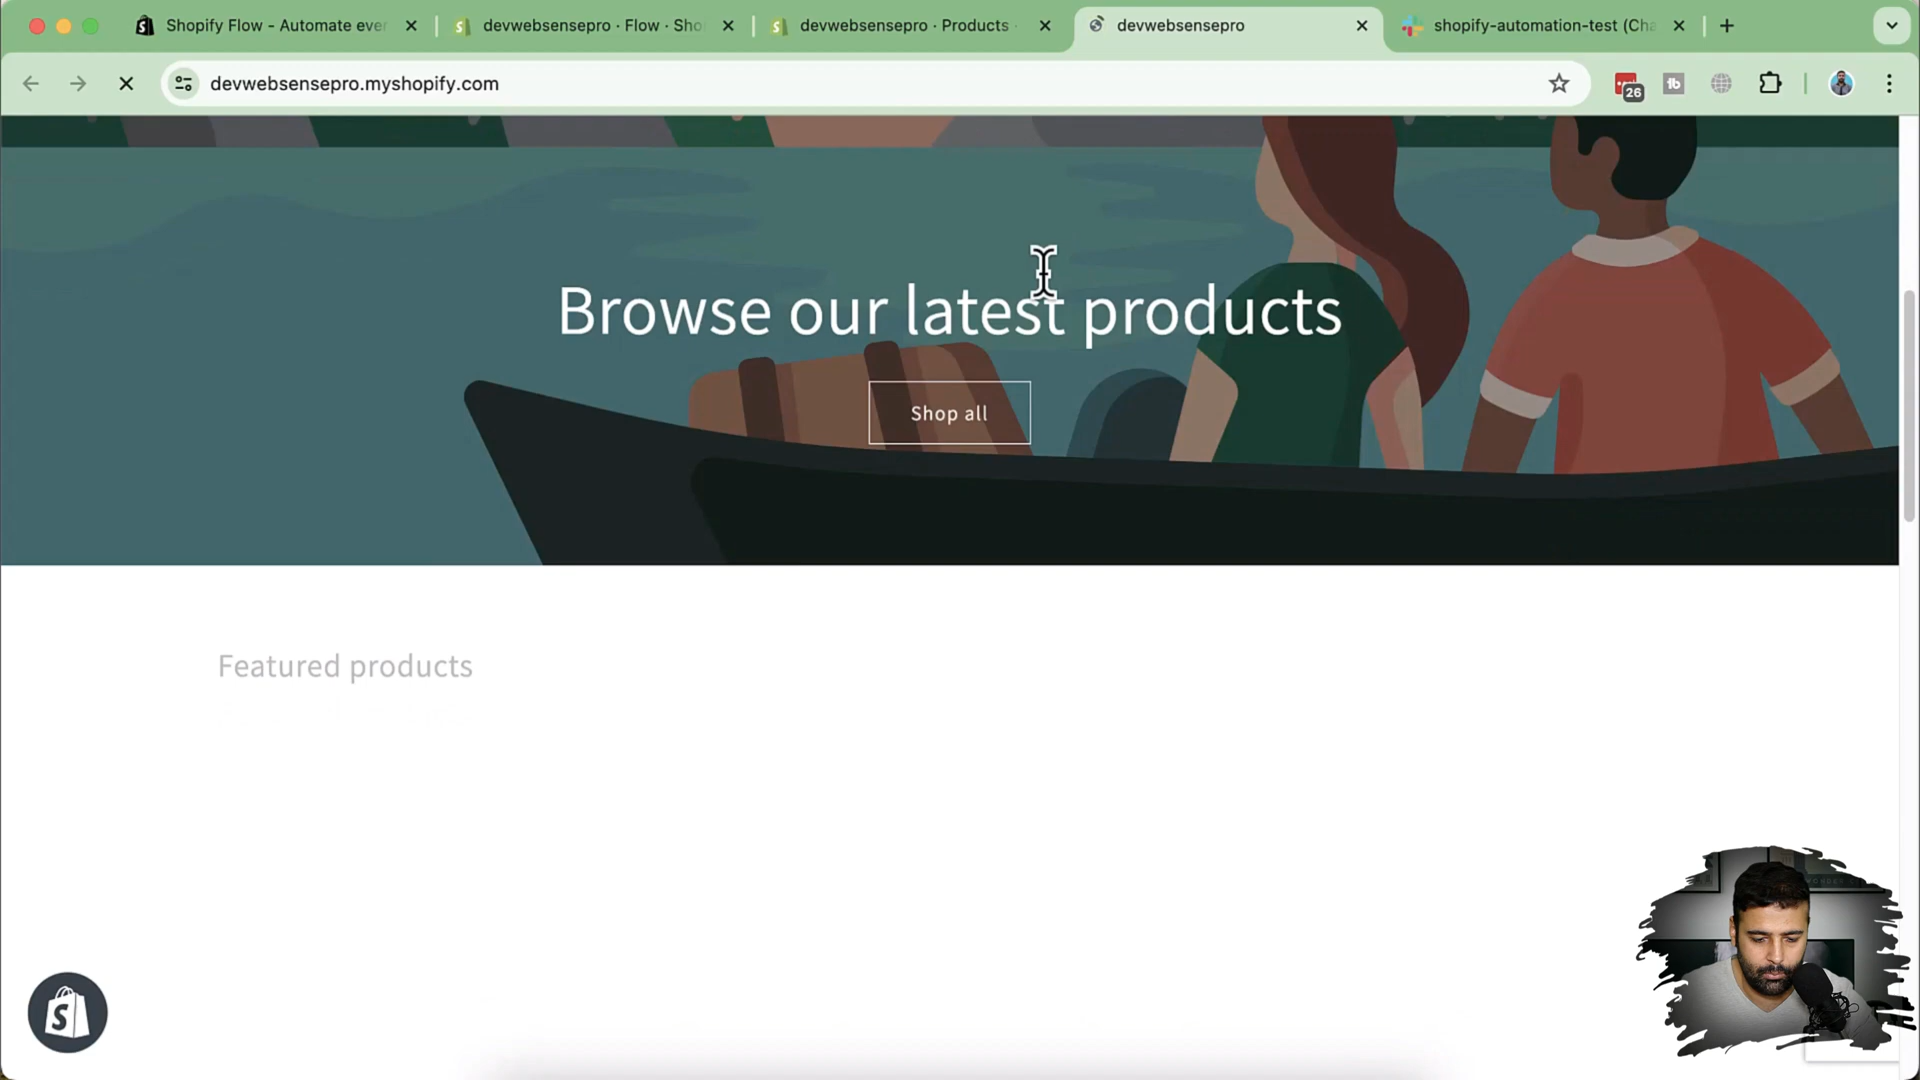 Shopify Flow - Automate ever
devwebsensepro · Flow · Sho
devwebsensepro · Products ·
devwebsensepro
shopify-automation-test (Cha
devwebsensepro.myshopify.com
26
Browse our latest products
Shop all
Featured products